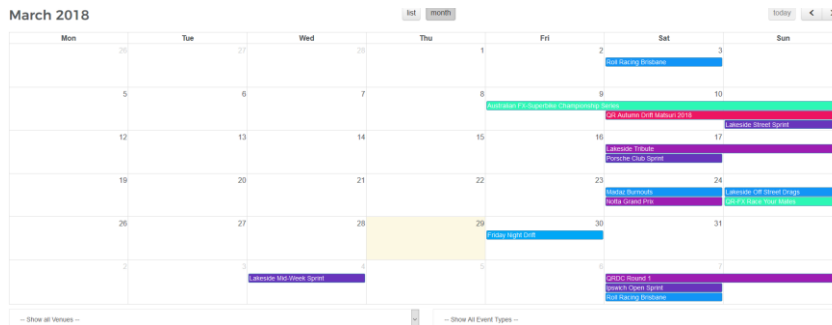 March 2018
list month
today
Mon Tue Wed Thu Fri Sat Sun
26 27 28 1 2 3
Roll Racing Brisbane
5 6 7 8 9 10
Australian FX-Superbike Championship Series
QR Autumn Drift Matsuri 2018
Lakeside Street Sprint
12 13 14 15 16 17
Lakeside Tribute
Porsche Club Sprint
19 20 21 22 23 24
Madaz Burnouts Lakeside Off Street Drags
Nolta Grand Prix QR-FX Race Your Mates
26 27 28 29 30 31
Friday Night Drift
2 3 4 5 6 7
Lakeside Mid-Week Sprint QRDC Round 1
Ipswich Open Sprint
Roll Racing Brisbane
-- Show all Venues -- -- Show All Event Types --